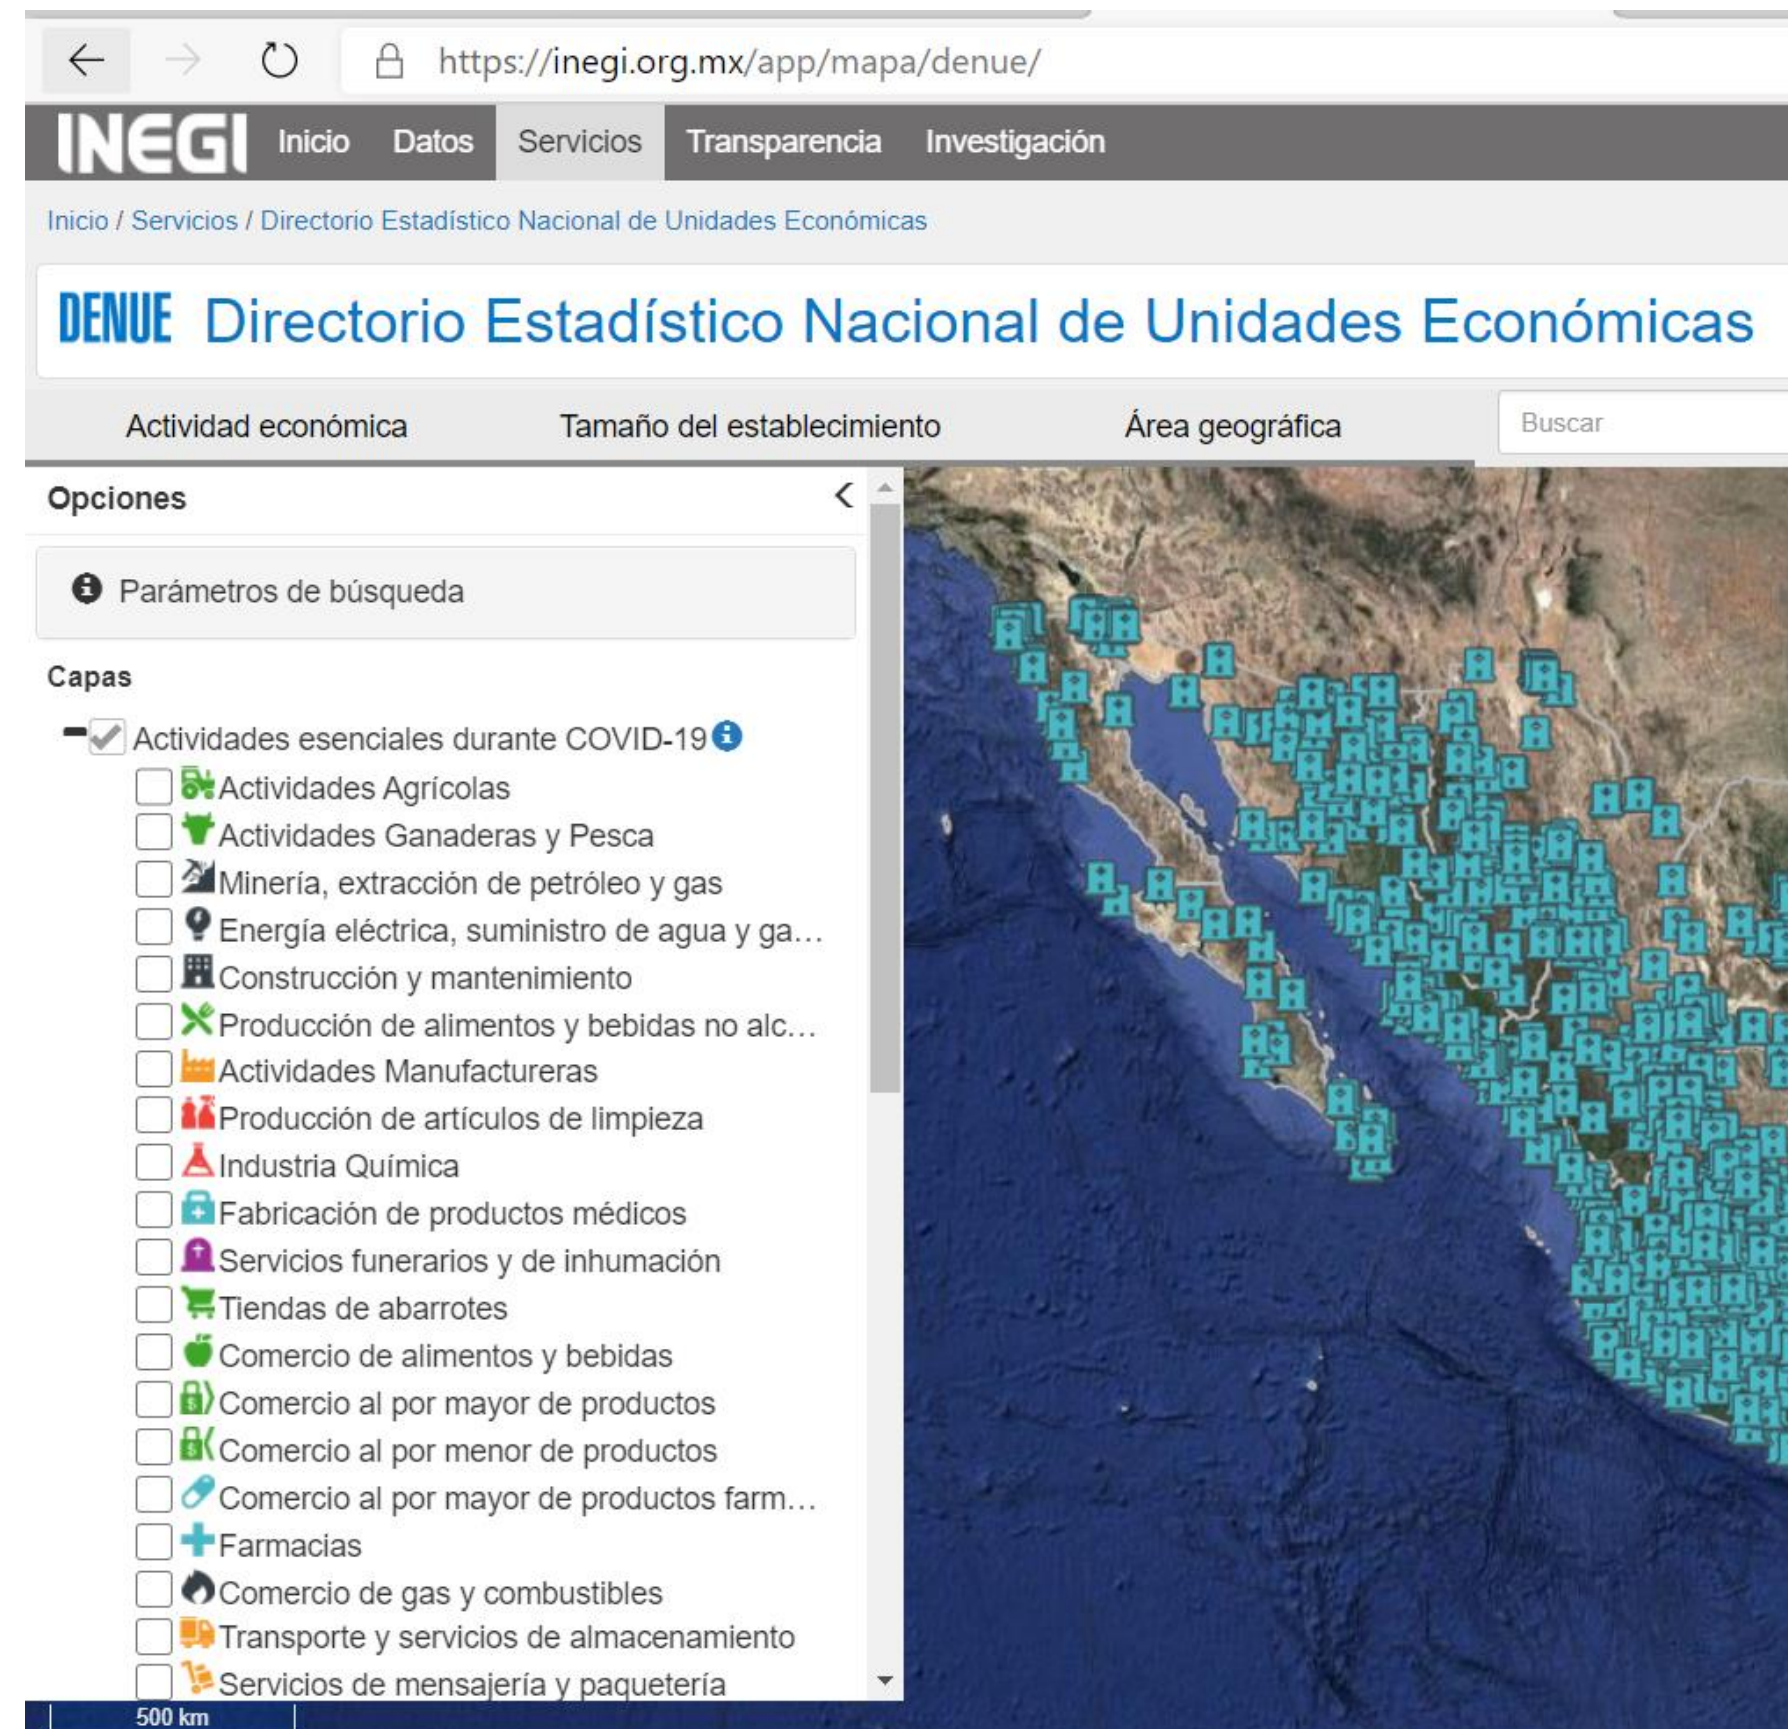 https://inegi.org.mx/app/mapa/denue/
INEGI Inicio Datos Servicios Transparencia Investigación
Inicio / Servicios / Directorio Estadístico Nacional de Unidades Económicas
DENUE Directorio Estadístico Nacional de Unidades Económicas
Actividad económica Tamaño del establecimiento Área geográfica Buscar
Opciones
Parámetros de búsqueda
Capas
Actividades esenciales durante COVID-19
Actividades Agrícolas
Actividades Ganaderas y Pesca
Minería, extracción de petróleo y gas
Energía eléctrica, suministro de agua y ga...
Construcción y mantenimiento
Producción de alimentos y bebidas no alc...
Actividades Manufactureras
Producción de artículos de limpieza
Industria Química
Fabricación de productos médicos
Servicios funerarios y de inhumación
Tiendas de abarrotes
Comercio de alimentos y bebidas
Comercio al por mayor de productos
Comercio al por menor de productos
Comercio al por mayor de productos farm...
Farmacias
Comercio de gas y combustibles
Transporte y servicios de almacenamiento
Servicios de mensajería y paquetería
500 km